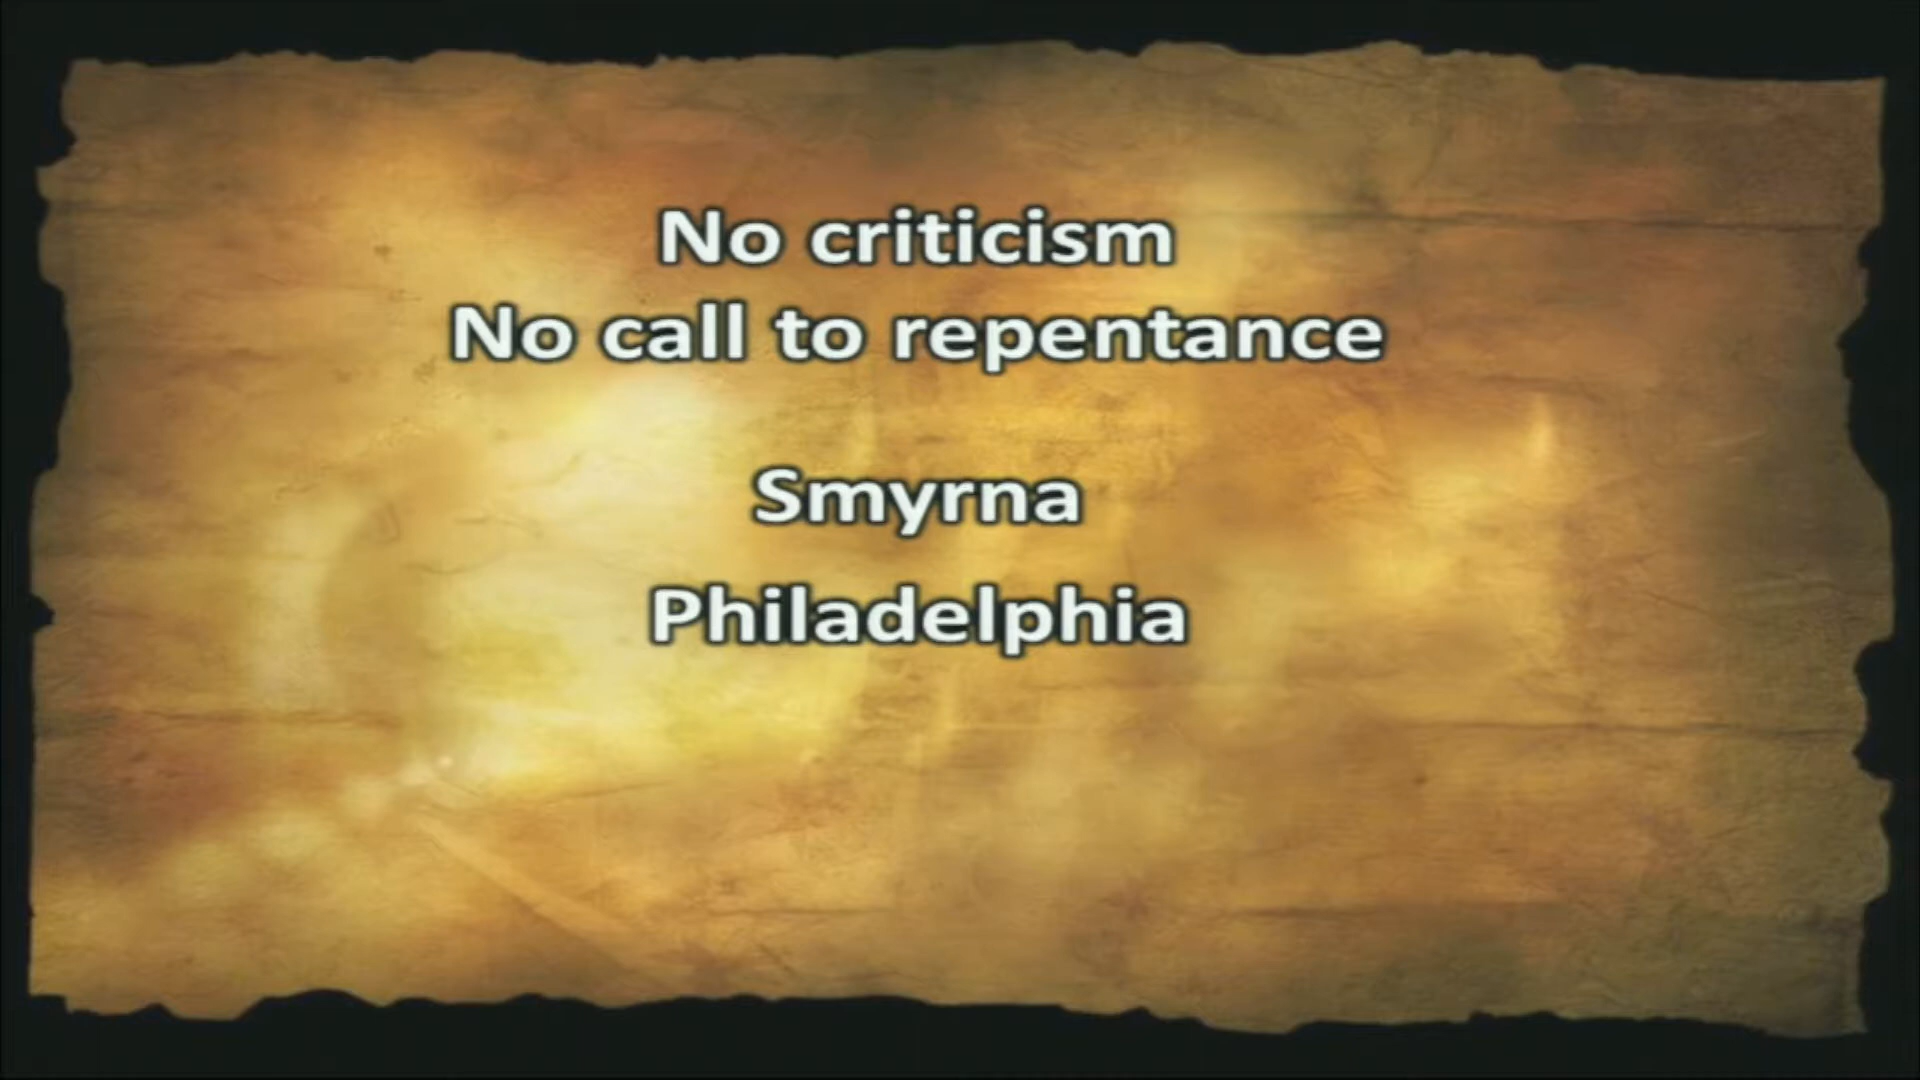 No criticism
No call to repentance
Smyrna
Philadelphia